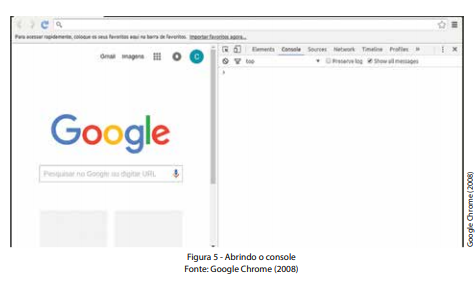 Para acessar rapidamente, coloque os seus favoritos aqui na barra de favoritos. Importar favoritos agora...
Gmail Imagens C
Elements Console Sources Network Timeline Profiles
top Preserve log Show all messages
Google
Pesquisar no Google ou digitar URL
Google Chrome (2008)
Figura 5 - Abrindo o console
Fonte: Google Chrome (2008)